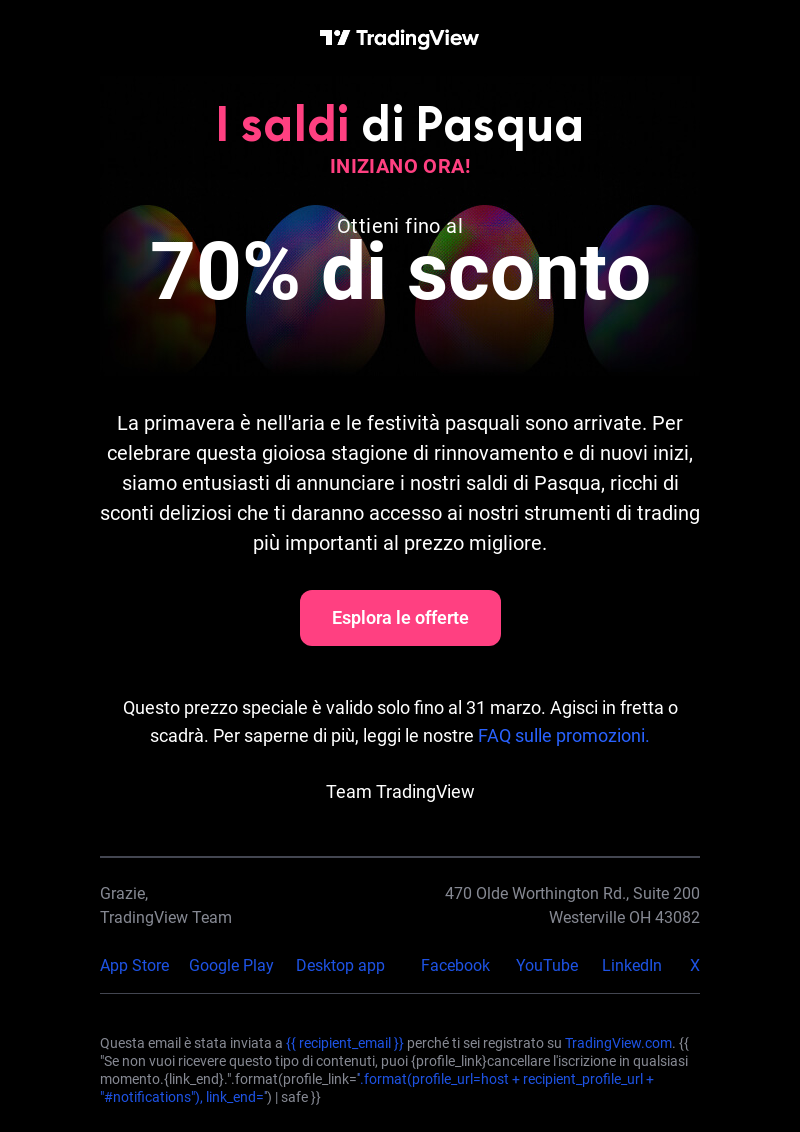 TradingView
I saldi di Pasqua
INIZIANO ORA!
Ottieni fino al
70% di sconto
La primavera è nell'aria e le festività pasquali sono arrivate. Per
celebrare questa gioiosa stagione di rinnovamento e di nuovi inizi,
siamo entusiasti di annunciare i nostri saldi di Pasqua, ricchi di
sconti deliziosi che ti daranno accesso ai nostri strumenti di trading
più importanti al prezzo migliore.
Esplora le offerte
Questo prezzo speciale è valido solo fino al 31 marzo. Agisci in fretta o
scadrà. Per saperne di più, leggi le nostre FAQ sulle promozioni.
Team TradingView
Grazie,
TradingView Team
470 Olde Worthington Rd., Suite 200
Westerville OH 43082
App Store Google Play Desktop app Facebook YouTube LinkedIn X
Questa email è stata inviata a {{ recipient_email }} perché ti sei registrato su TradingView.com. {{
"Se non vuoi ricevere questo tipo di contenuti, puoi {profile_link}cancellare l'iscrizione in qualsiasi
momento.{link_end}.".format(profile_link=''.format(profile_url=host + recipient_profile_url +
"#notifications"), link_end='') | safe }}